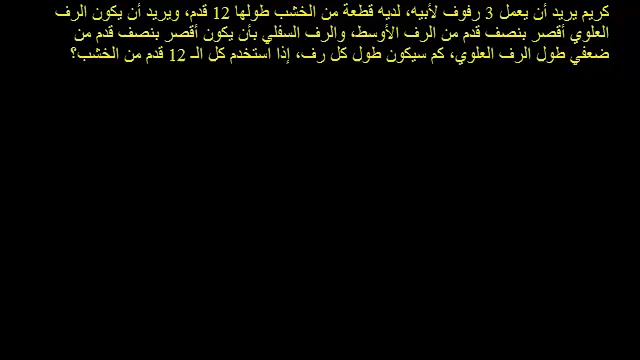 كريم يريد أن يعمل 3 رفوف لأبيه، لديه قطعة من الخشب طولها 12 قدم، ويريد أن يكون الرف
العلوي أقصر بنصف قدم من الرف الأوسط، والرف السفلي بأن يكون أقصر بنصف قدم من
ضعفي طول الرف العلوي، كم سيكون طول كل رف، إذا استخدم كل الـ 12 قدم من الخشب؟